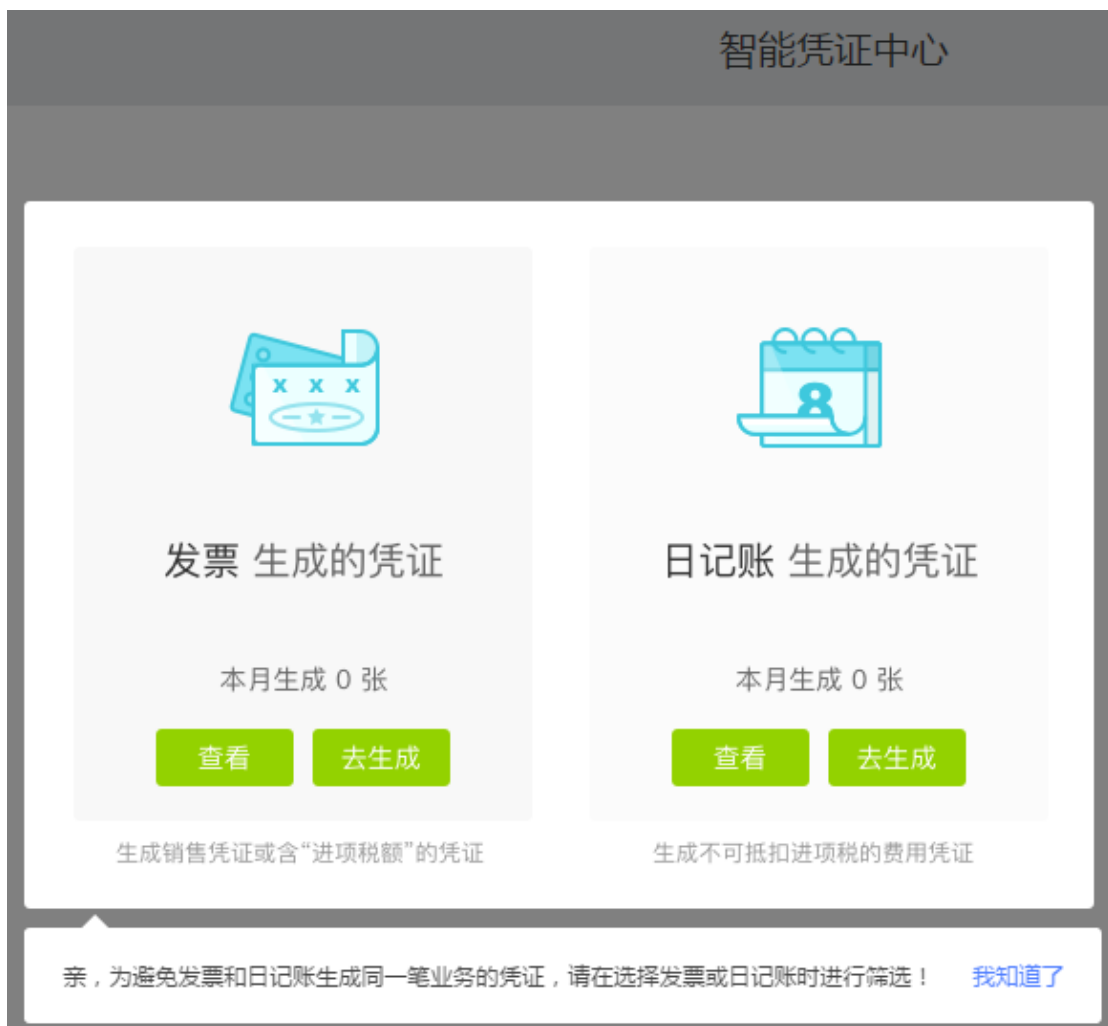 智能凭证中心
x x x
8
发票 生成的凭证
日记账 生成的凭证
本月生成 0 张
本月生成 0 张
查看 去生成
查看 去生成
生成销售凭证或含“进项税额”的凭证
生成不可抵扣进项税的费用凭证
亲，为避免发票和日记账生成同一笔业务的凭证，请在选择发票或日记账时进行筛选！ 我知道了